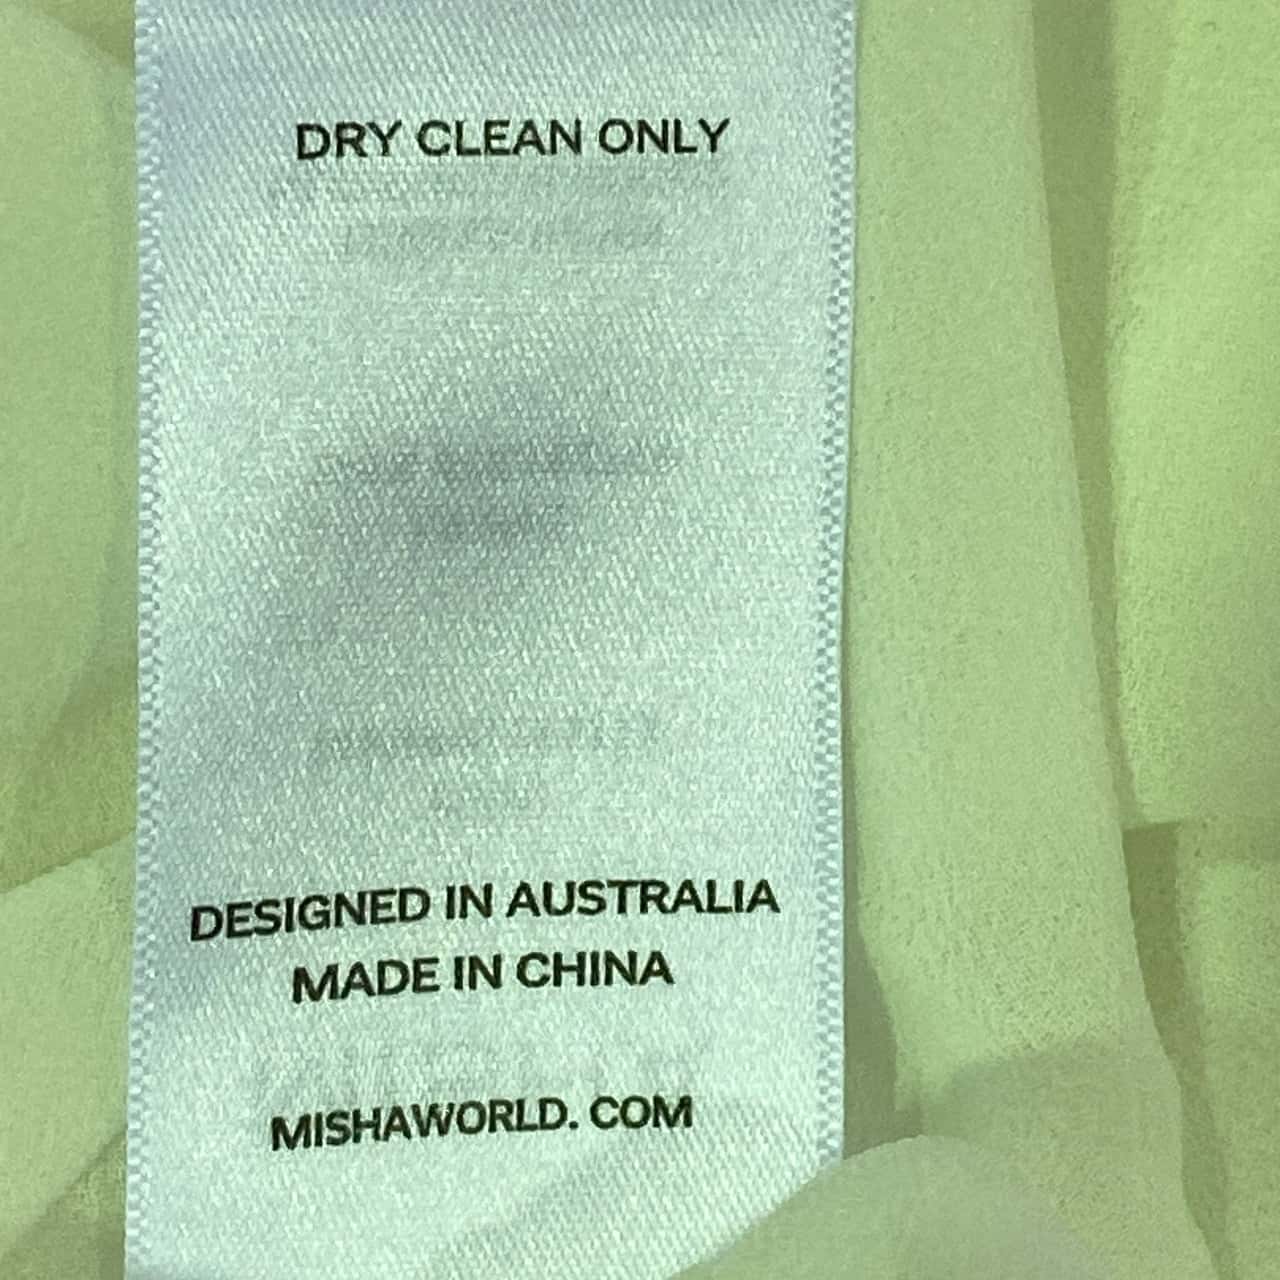 DRY CLEAN ONLY
DESIGNED IN AUSTRALIA
MADE IN CHINA
MISHAWORLD. COM